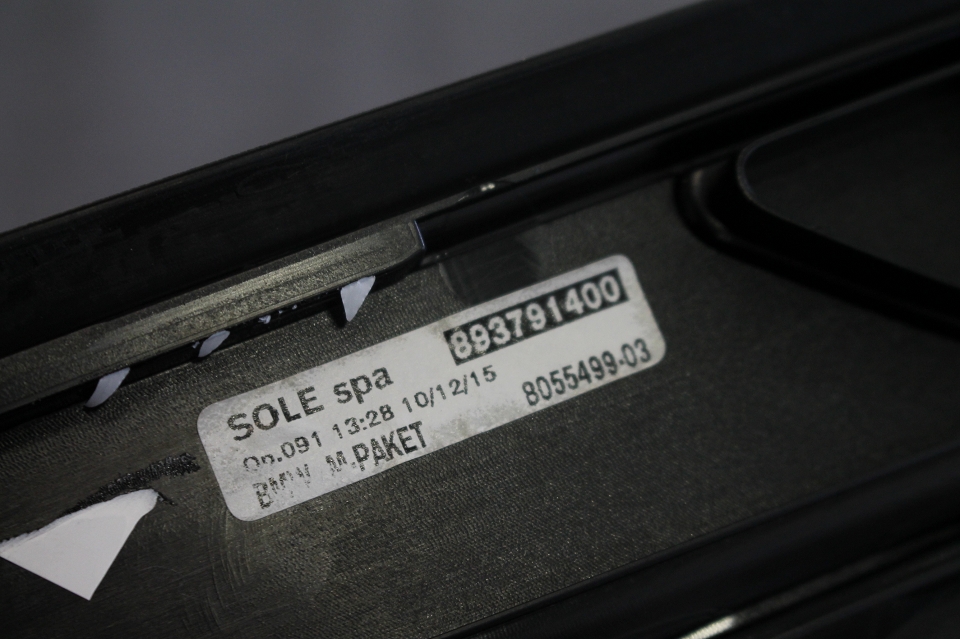 893791400
SOLE spa
Op.091 13:28 10/12/15
8055499-03
BMW M-PAKET